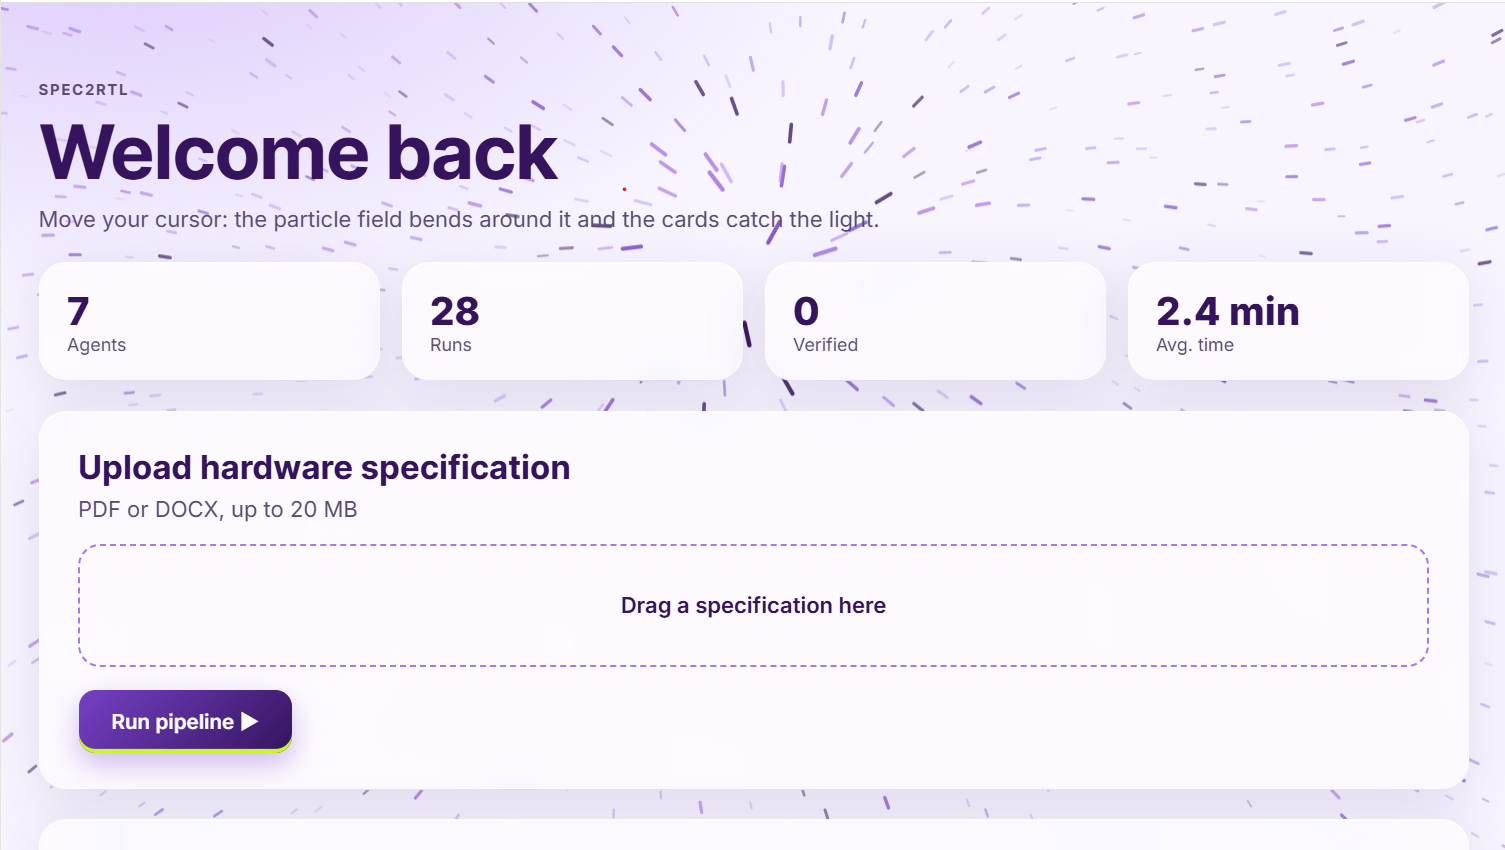 SPEC2RTL
Welcome back
Move your cursor: the particle field bends around it and the cards catch the light.
7
Agents
28
Runs
0
Verified
2.4 min
Avg. time
Upload hardware specification
PDF or DOCX, up to 20 MB
Drag a specification here
Run pipeline ▶